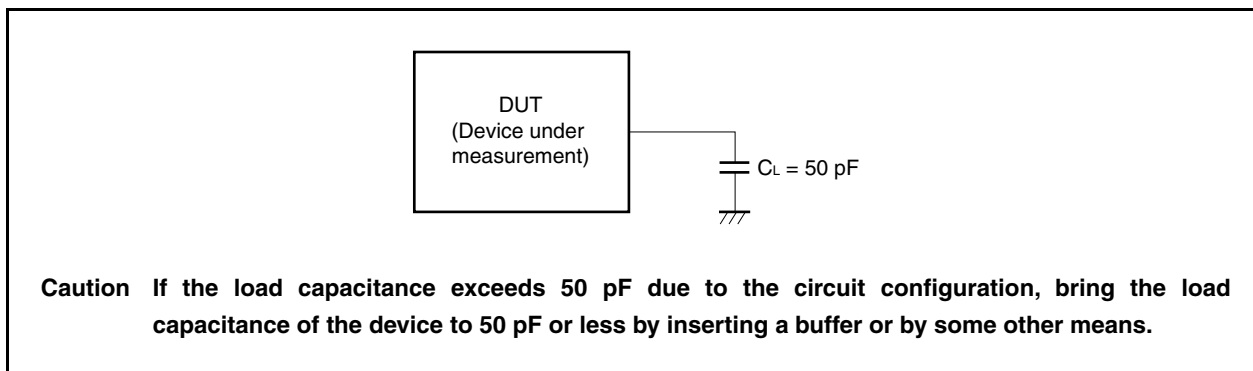 DUT
(Device under
measurement)
CL = 50 pF
Caution If the load capacitance exceeds 50 pF due to the circuit configuration, bring the load
capacitance of the device to 50 pF or less by inserting a buffer or by some other means.